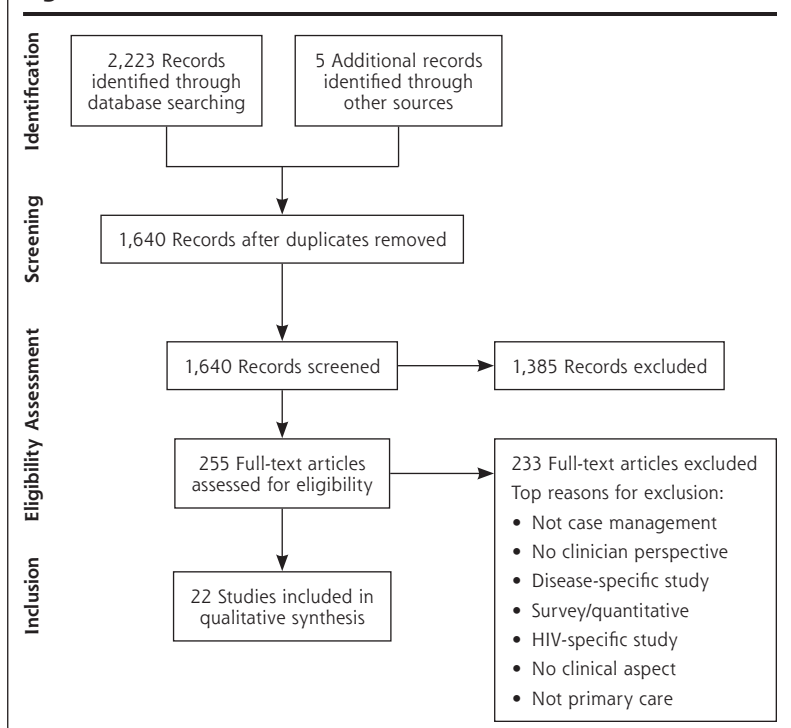 Identification
2,223 Records
identified through
database searching
5 Additional records
identified through
other sources
Screening
1,640 Records after duplicates removed
Eligibility Assessment
1,640 Records screened
1,385 Records excluded
255 Full-text articles
assessed for eligibility
233 Full-text articles excluded
Top reasons for exclusion:
• Not case management
• No clinician perspective
• Disease-specific study
• Survey/quantitative
• HIV-specific study
• No clinical aspect
• Not primary care
Inclusion
22 Studies included in
qualitative synthesis